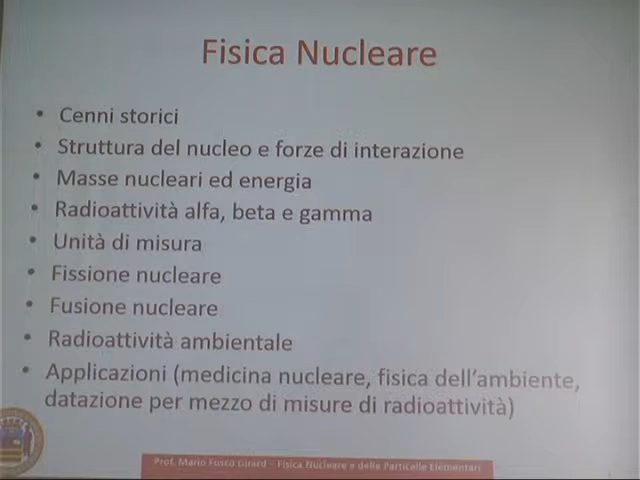 Fisica Nucleare
• Cenni storici
• Struttura del nucleo e forze di interazione
• Masse nucleari ed energia
• Radioattività alfa, beta e gamma
• Unità di misura
• Fissione nucleare
• Fusione nucleare
• Radioattività ambientale
• Applicazioni (medicina nucleare, fisica dell'ambiente,
datazione per mezzo di misure di radioattività)
Prof. Mario Fusco Girard – Fisica Nucleare e delle Particelle Elementari